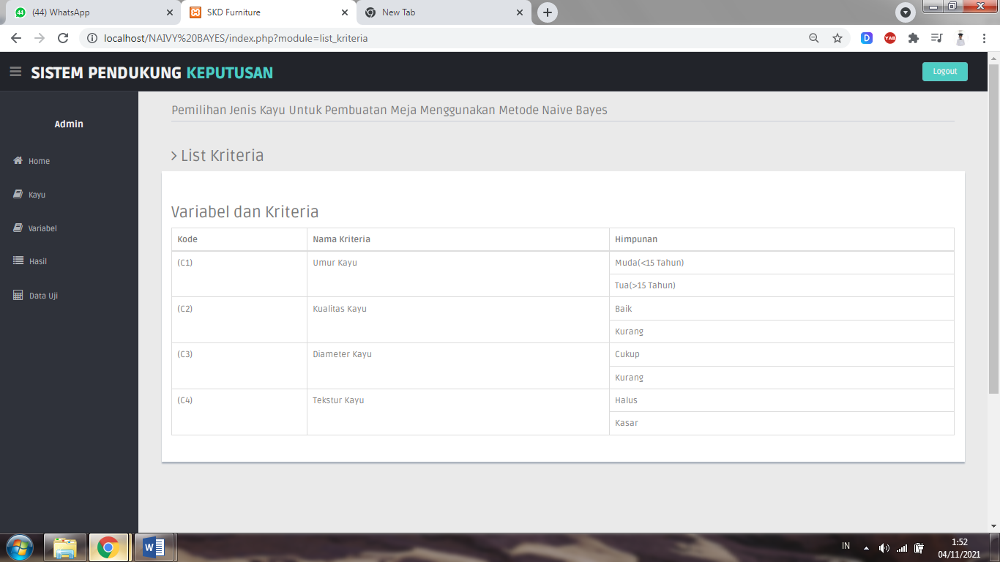 (44) WhatsApp
SKD Furniture
New Tab
localhost/NAIVY%20BAYES/index.php?module=list_kriteria
SISTEM PENDUKUNG KEPUTUSAN
Logout
Admin
Home
Kayu
Variabel
Hasil
Data Uji
Pemilihan Jenis Kayu Untuk Pembuatan Meja Menggunakan Metode Naive Bayes
> List Kriteria
Variabel dan Kriteria
Kode Nama Kriteria Himpunan
(C1) Umur Kayu Muda(<15 Tahun)
Tua(>15 Tahun)
(C2) Kualitas Kayu Baik
Kurang
(C3) Diameter Kayu Cukup
Kurang
(C4) Tekstur Kayu Halus
Kasar
IN
1:52
04/11/2021